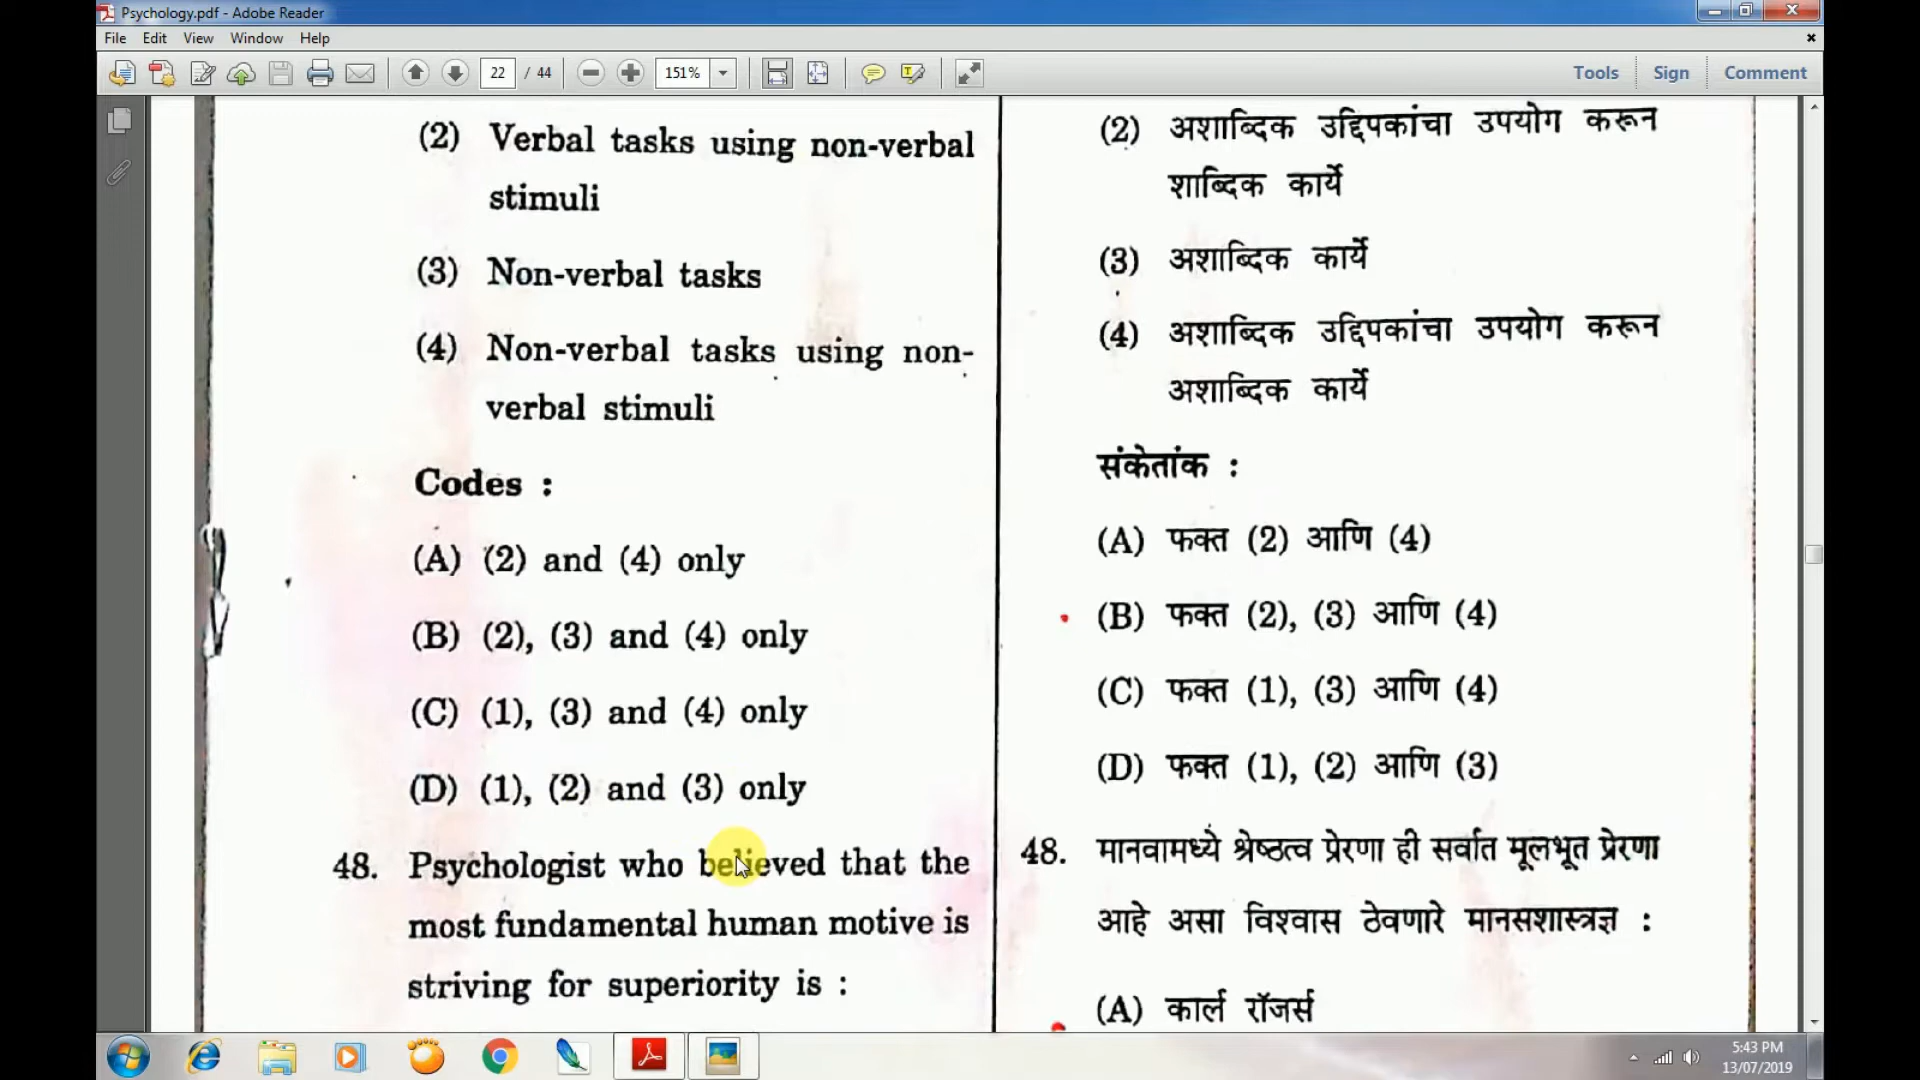 Psychology.pdf - Adobe Reader
File Edit View Window Help
22 / 44 151% Tools Sign Comment
(2) Verbal tasks using non-verbal
stimuli
(3) Non-verbal tasks
(4) Non-verbal tasks using non-
verbal stimuli
Codes :
(A) (2) and (4) only
(B) (2), (3) and (4) only
(C) (1), (3) and (4) only
(D) (1), (2) and (3) only
48. Psychologist who believed that the
most fundamental human motive is
striving for superiority is :
(2) अशाब्दिक उद्दिपकांचा उपयोग करून
शाब्दिक कार्ये
(3) अशाब्दिक कार्ये
(4) अशाब्दिक उद्दिपकांचा उपयोग करून
अशाब्दिक कार्ये
संकेतांक :
(A) फक्त (2) आणि (4)
(B) फक्त (2), (3) आणि (4)
(C) फक्त (1), (3) आणि (4)
(D) फक्त (1), (2) आणि (3)
48. मानवामध्ये श्रेष्ठत्व प्रेरणा ही सर्वात मूलभूत प्रेरणा
आहे असा विश्वास ठेवणारे मानसशास्त्रज्ञ :
(A) कार्ल रॉजर्स
5:43 PM
13/07/2019